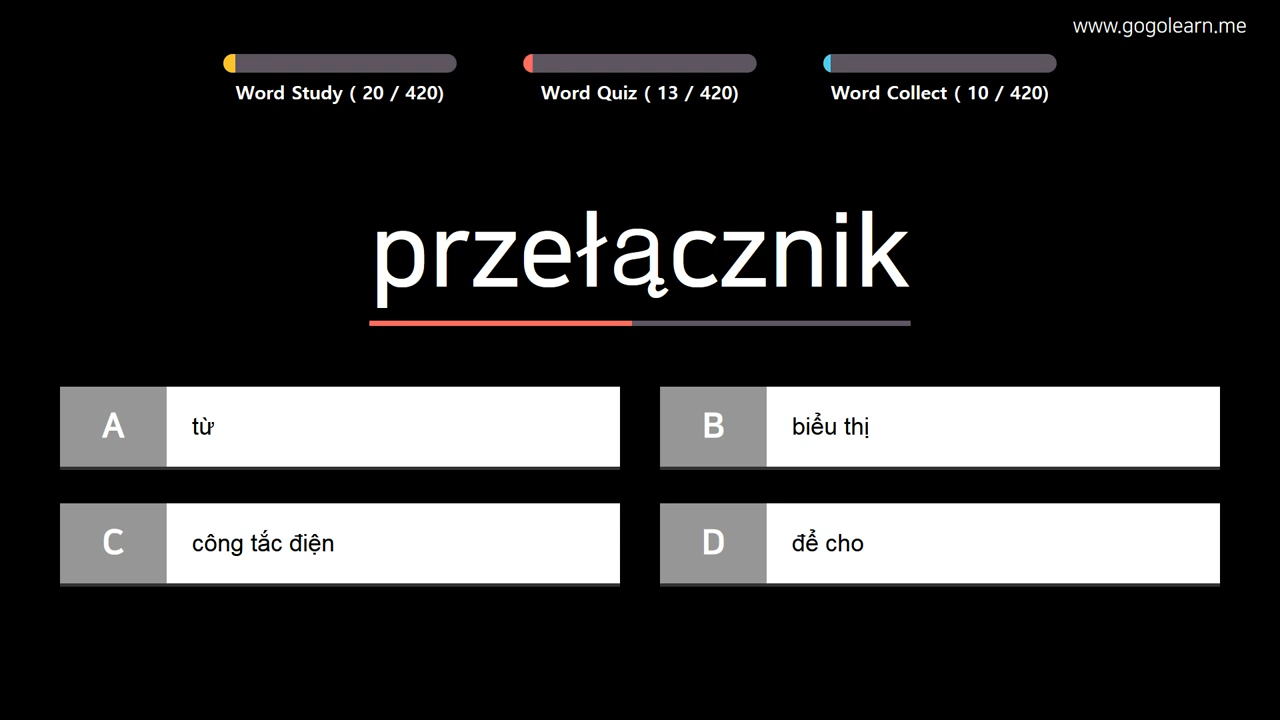 www.gogolearn.me
Word Study ( 20 / 420)
Word Quiz ( 13 / 420)
Word Collect ( 10 / 420)
przełącznik
A từ
B biểu thị
C công tắc điện
D để cho